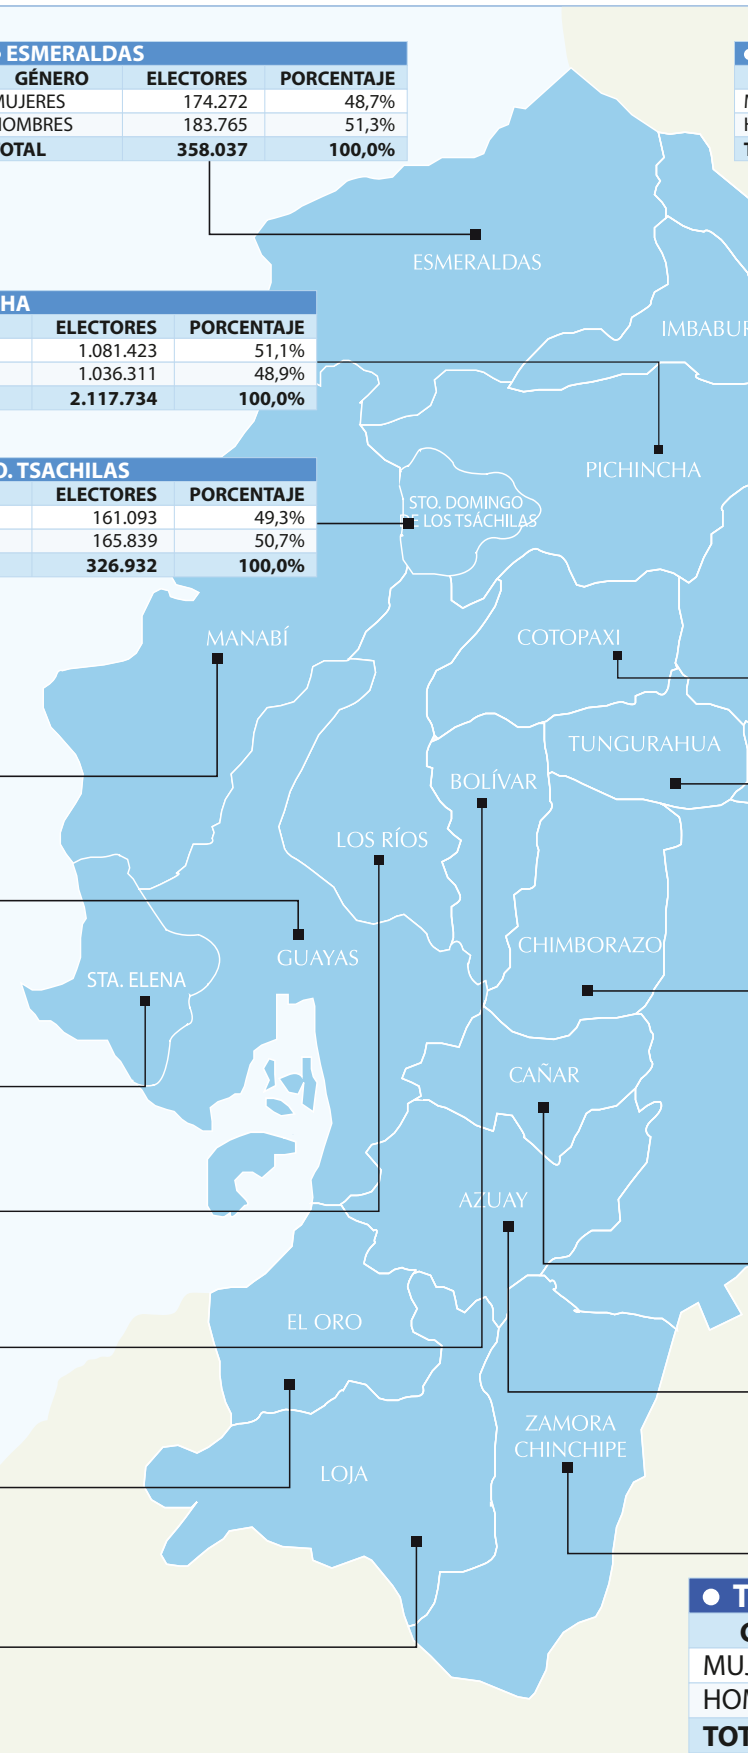 ESMERALDAS
GÉNERO ELECTORES PORCENTAJE
MUJERES 174.272 48,7%
HOMBRES 183.765 51,3%
TOTAL 358.037 100,0%
ESMERALDAS
IMBABUR
HA
ELECTORES PORCENTAJE
1.081.423 51,1%
1.036.311 48,9%
2.117.734 100,0%
PICHINCHA
O. TSACHILAS
ELECTORES PORCENTAJE
161.093 49,3%
165.839 50,7%
326.932 100,0%
STO. DOMINGO
DE LOS TSÁCHILAS
MANABÍ
COTOPAXI
TUNGURAHUA
BOLÍVAR
LOS RÍOS
CHIMBORAZO
GUAYAS
STA. ELENA
CAÑAR
AZUAY
EL ORO
ZAMORA
CHINCHIPE
LOJA
T
MUJ
HOM
TOT